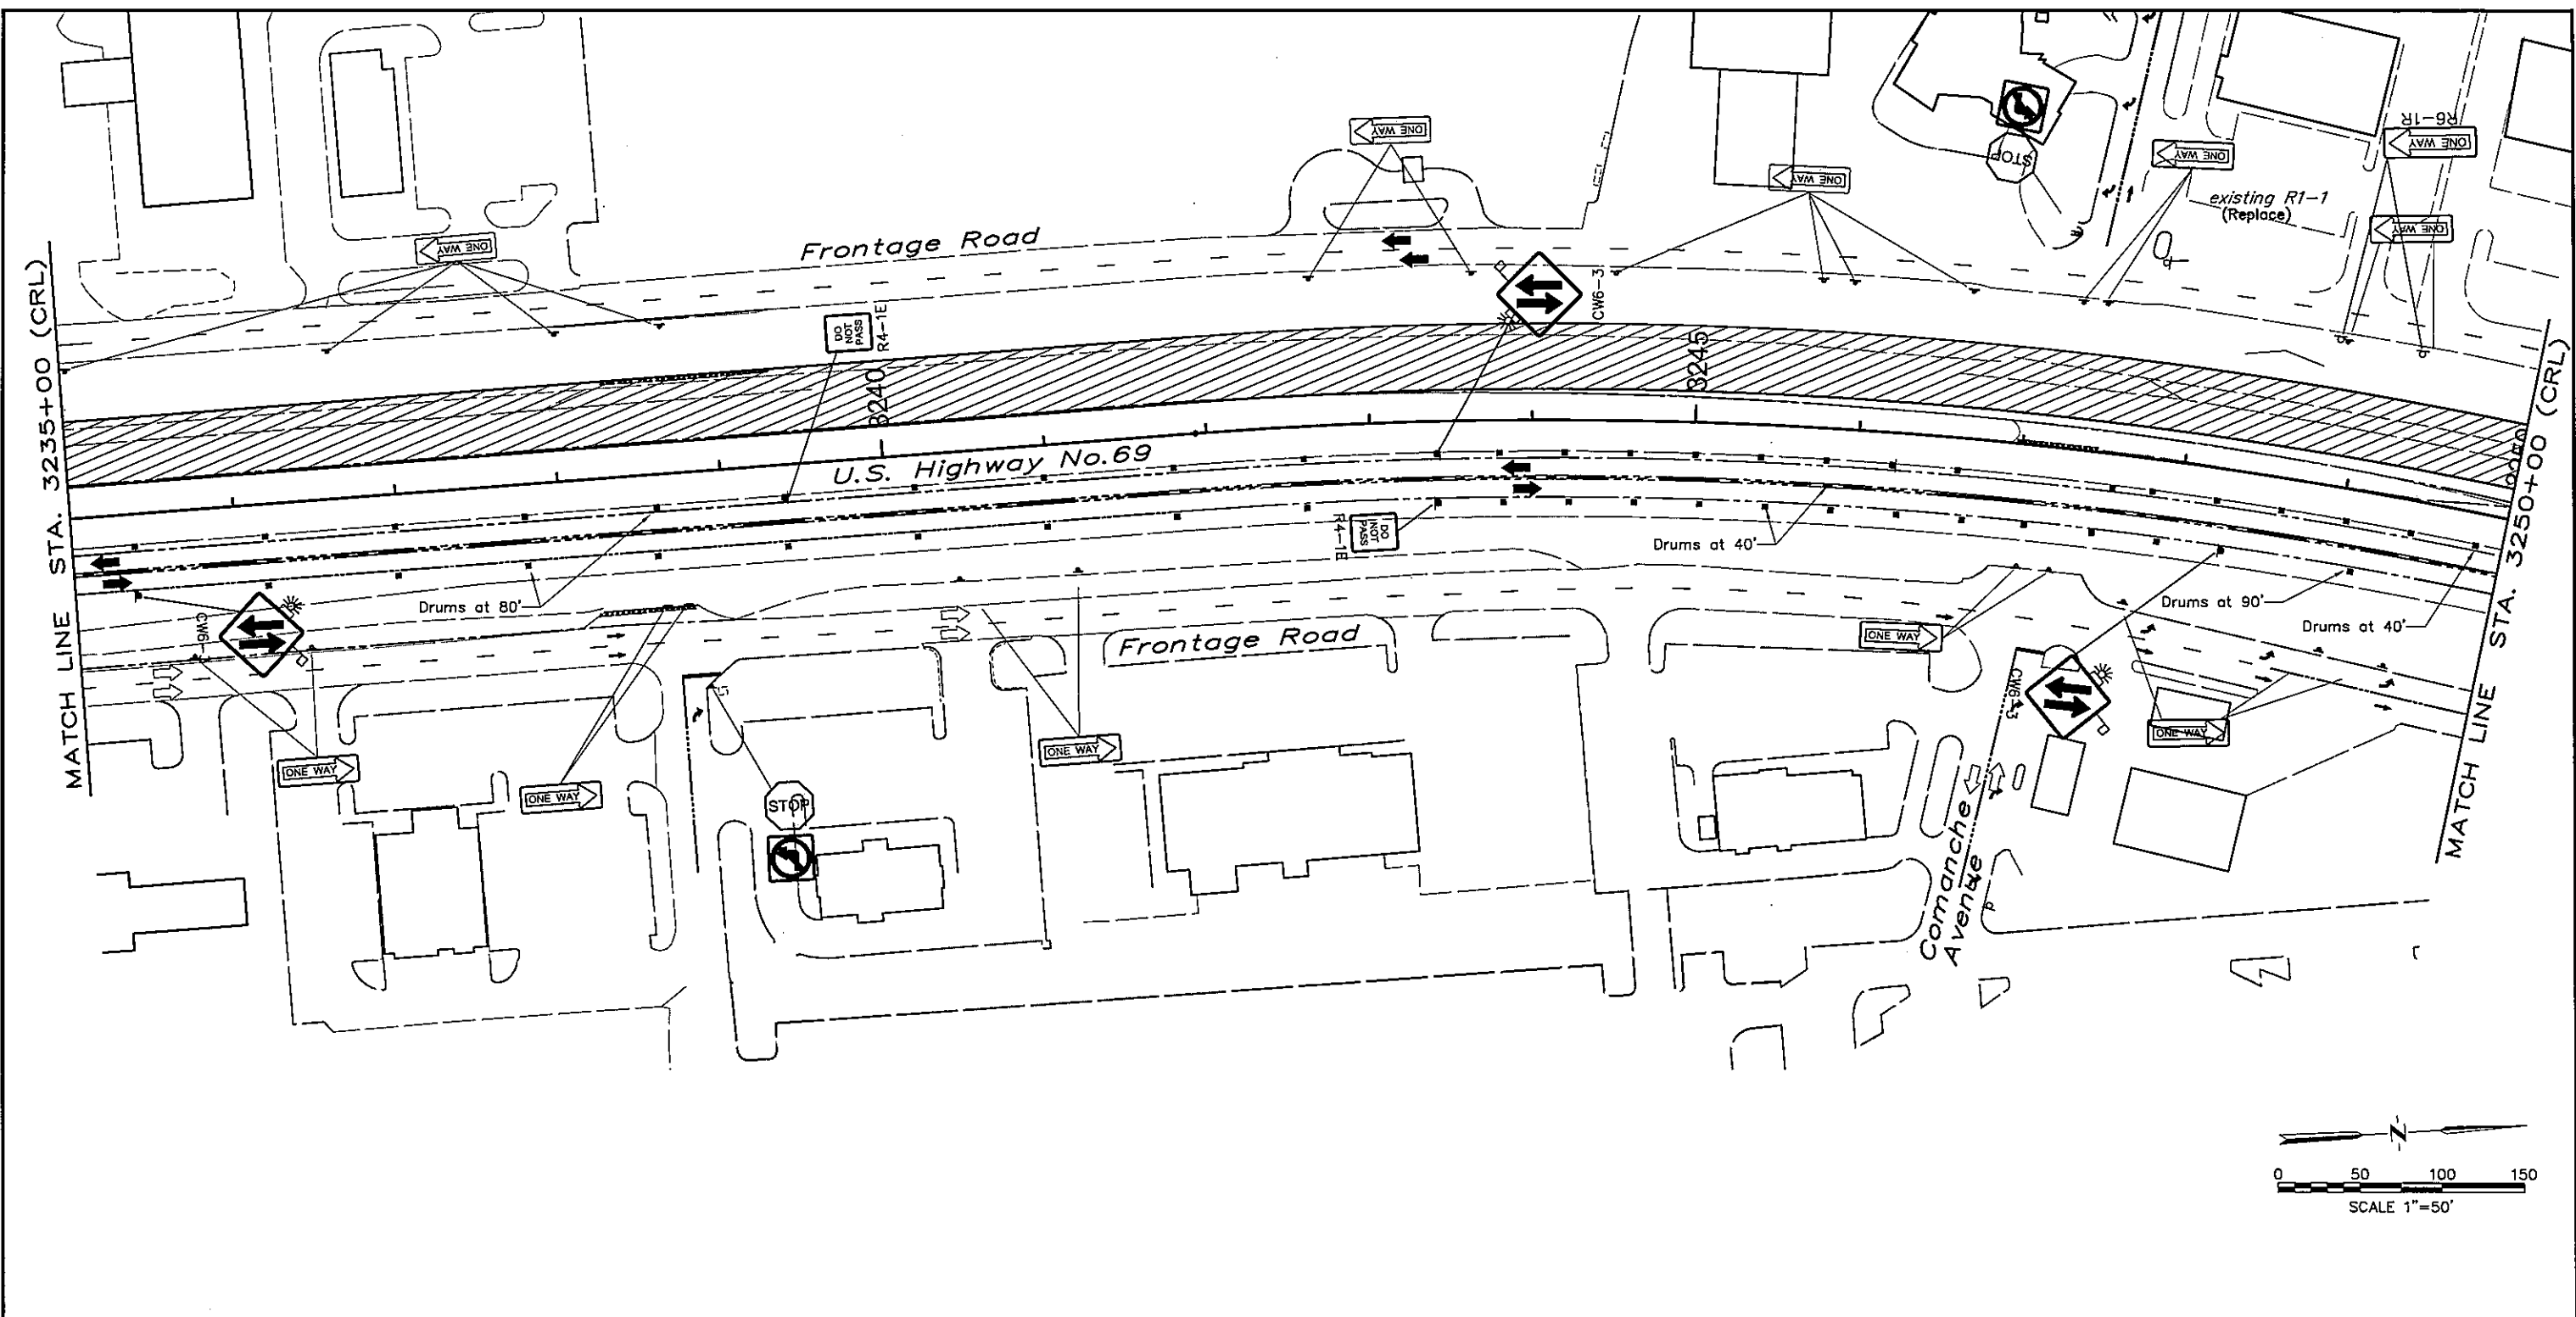 ONE WAY
ONE WAY
R6-1R
ONE WAY
ONE WAY
ONE WAY
STOP
existing R1-1
(Replace)
ONE WAY
Frontage Road
DO
NOT
PASS
R4-1E
CW6-3
3240
3245
MATCH LINE STA. 3235+00 (CRL)
U.S. Highway No.69
DO
NOT
PASS
R4-1E
Drums at 80'
Drums at 40'
Drums at 90'
Drums at 40'
MATCH LINE STA. 3250+00 (CRL)
Frontage Road
ONE WAY
CW6-3
ONE WAY
ONE WAY
ONE WAY
ONE WAY
STOP
Comanche
Avenue
N
0 50 100 150
SCALE 1"=50'